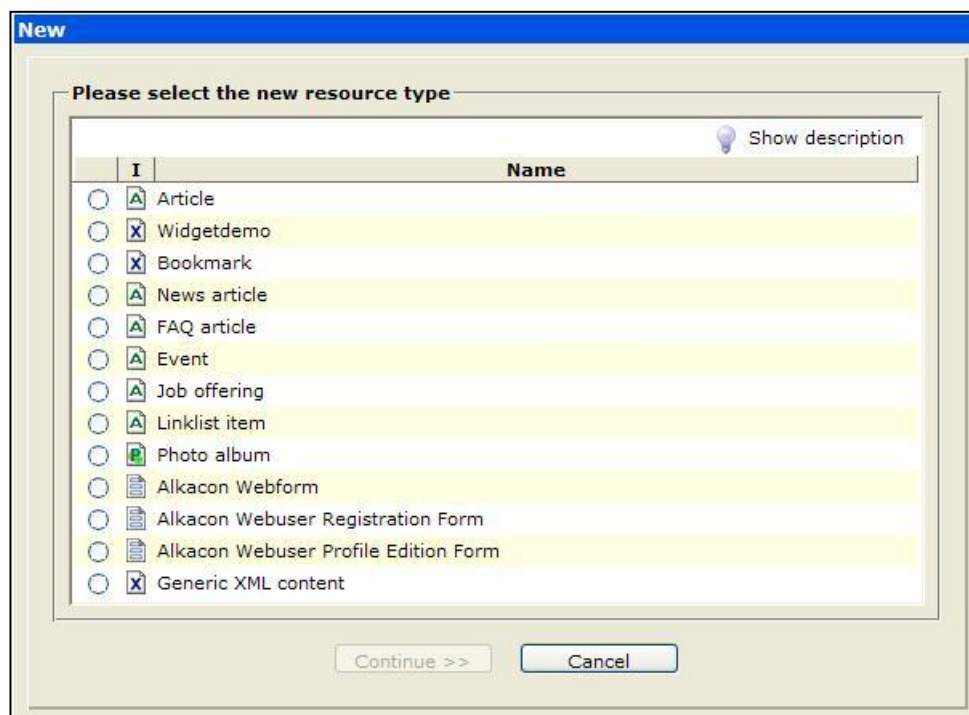 New
Please select the new resource type
Show description
I Name
A Article
X Widgetdemo
X Bookmark
A News article
A FAQ article
A Event
A Job offering
A Linklist item
P Photo album
Alkacon Webform
Alkacon Webuser Registration Form
Alkacon Webuser Profile Edition Form
X Generic XML content
Continue >> Cancel